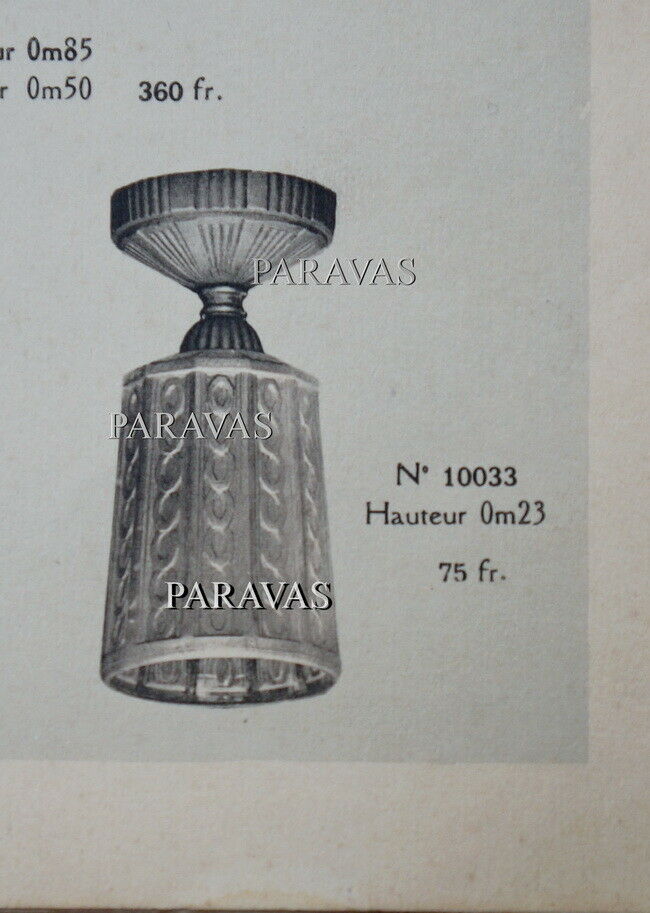 ur 0m85
r 0m50 360 fr.
PARAVAS
PARAVAS
N° 10033
Hauteur 0m23
75 fr.
PARAVAS